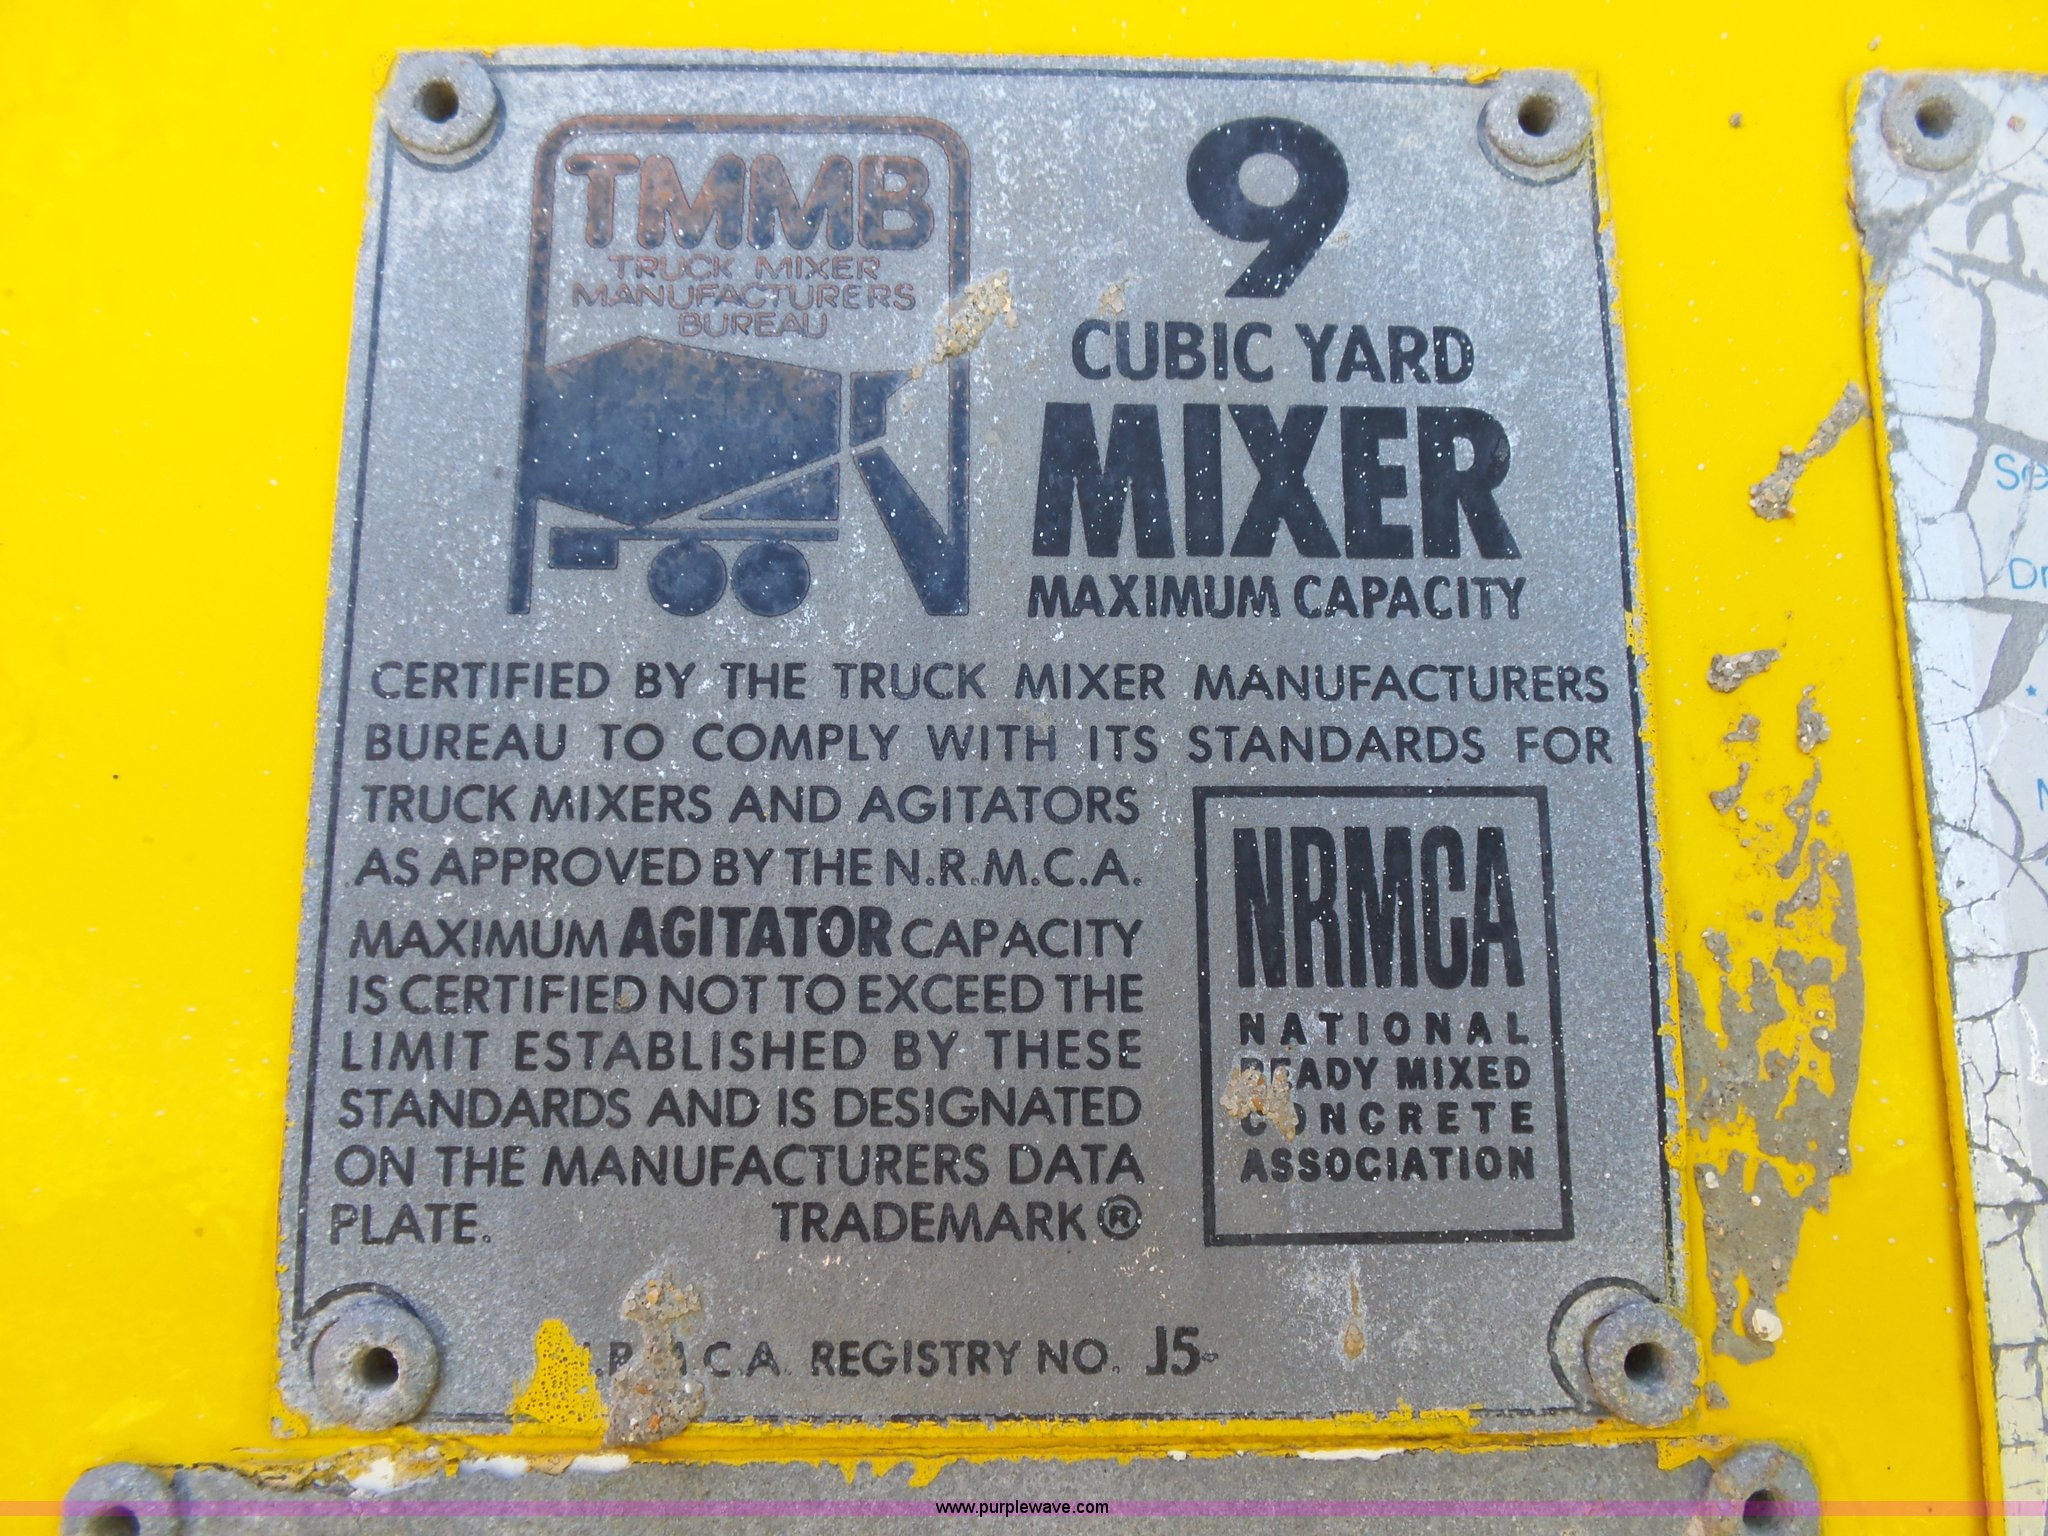 TMMB
TRUCK MIXER
MANUFACTURERS
BUREAU
9
CUBIC YARD
MIXER
MAXIMUM CAPACITY
CERTIFIED BY THE TRUCK MIXER MANUFACTURERS
BUREAU TO COMPLY WITH ITS STANDARDS FOR
TRUCK MIXERS AND AGITATORS
AS APPROVED BY THE N.R.M.C.A.
MAXIMUM AGITATOR CAPACITY
IS CERTIFIED NOT TO EXCEED THE
LIMIT ESTABLISHED BY THESE
STANDARDS AND IS DESIGNATED
ON THE MANUFACTURERS DATA
PLATE. TRADEMARK ®
NRMCA
NATIONAL
READY MIXED
CONCRETE
ASSOCIATION
.R.M.C.A. REGISTRY NO. J5-
www.purplewave.com